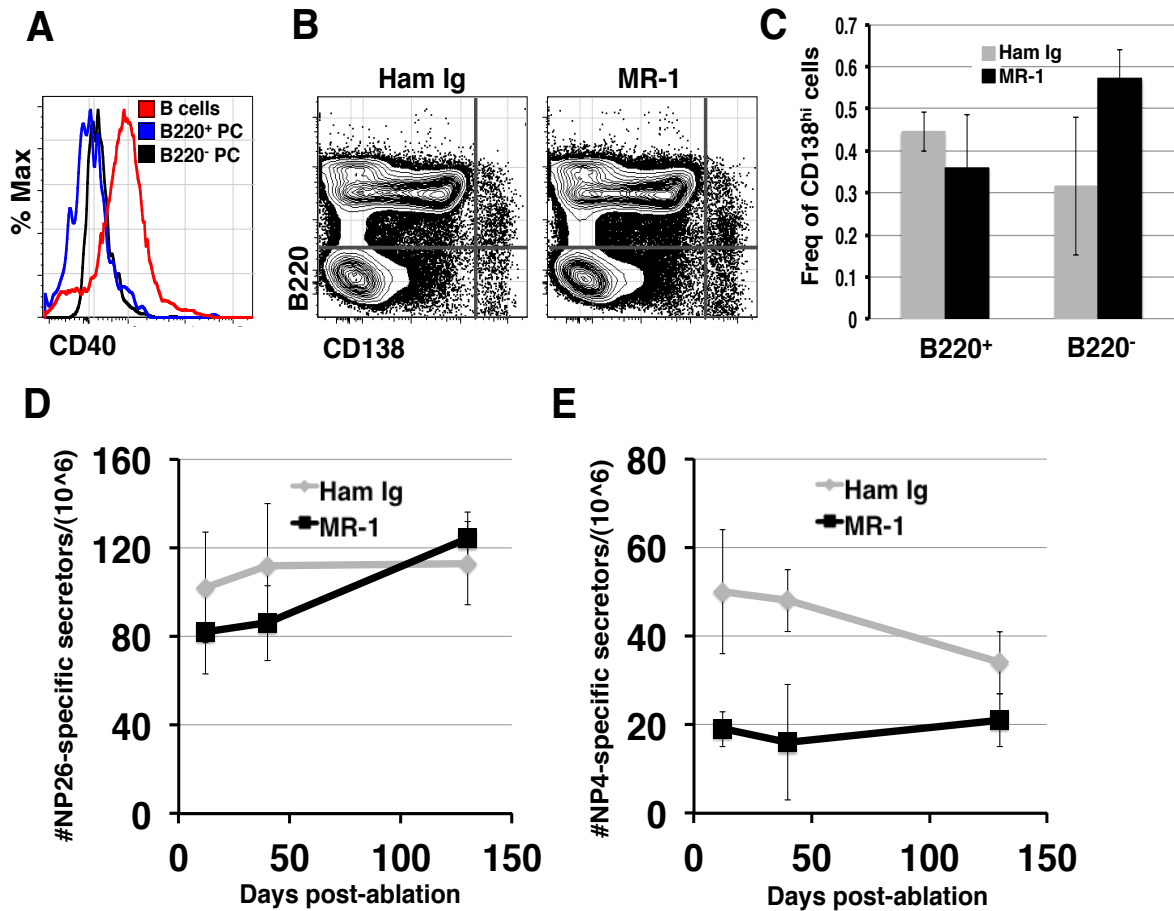 A
B cells
B220⁺ PC
B220⁻ PC
% Max
CD40
B
Ham Ig
MR-1
B220
CD138
C
Freq of CD138ʰⁱ cells
0.7
0.6
0.5
0.4
0.3
0.2
0.1
0
Ham Ig
MR-1
B220⁺
B220⁻
D
#NP26-specific secretors/(10^6)
160
120
80
40
0
Ham Ig
MR-1
0 50 100 150
Days post-ablation
E
#NP4-specific secretors/(10^6)
80
60
40
20
0
Ham Ig
MR-1
0 50 100 150
Days post-ablation